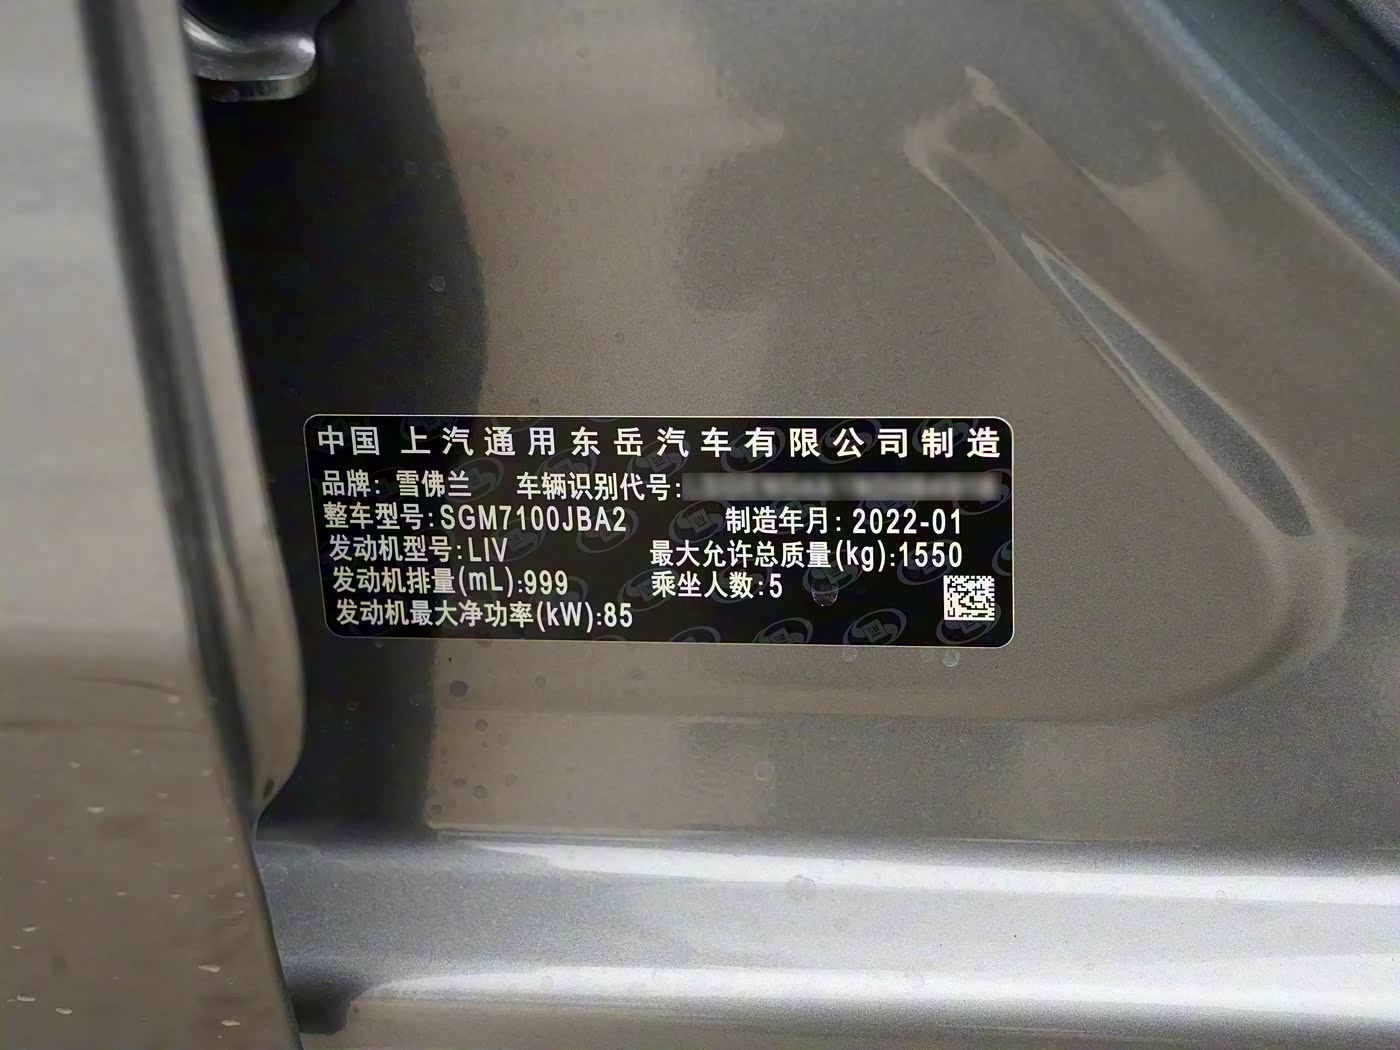 中国 上汽通用东岳汽车有限公司制造
品牌: 雪佛兰 车辆识别代号:
整车型号:SGM7100JBA2 制造年月: 2022-01
发动机型号:LIV 最大允许总质量(kg):1550
发动机排量(mL):999 乘坐人数:5
发动机最大净功率(kW):85